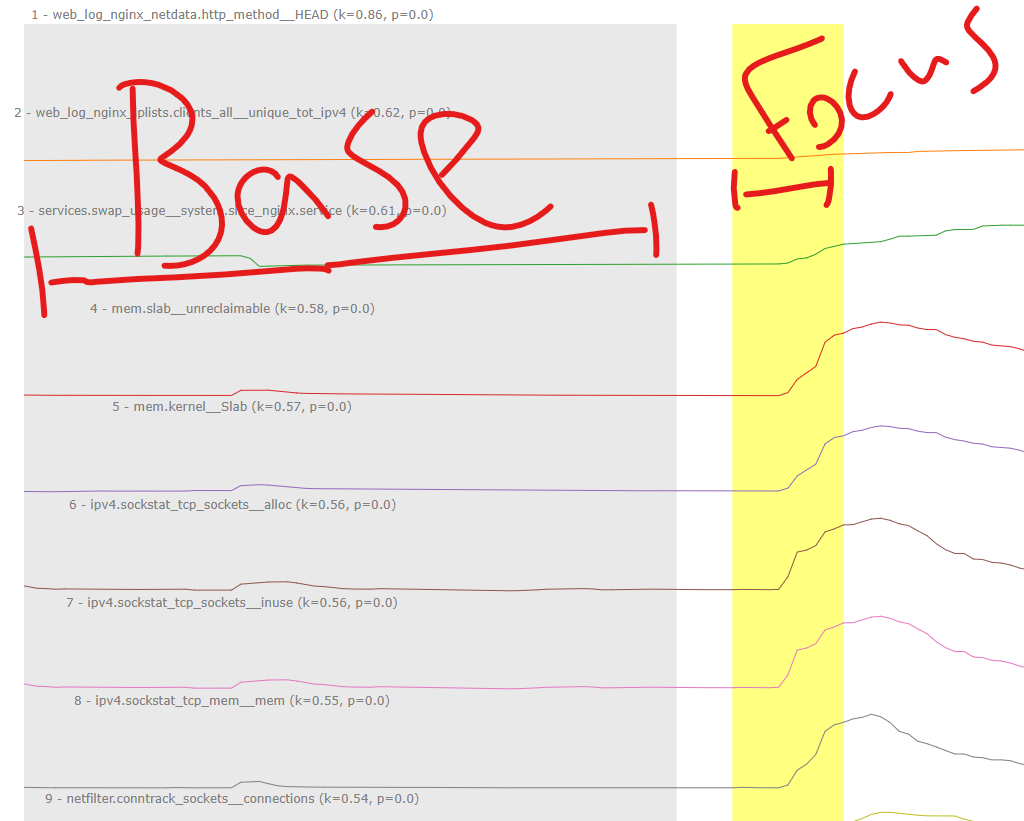 1 - web_log_nginx_netdata.http_method__HEAD (k=0.86, p=0.0)
Base
Focus
2 - web_log_nginx_ plists.clients_all__unique_tot_ipv4 (k=0.62, p=0.0)
3 - services.swap_usage__system.slice_nginx.service (k=0.61, p=0.0)
4 - mem.slab__unreclaimable (k=0.58, p=0.0)
5 - mem.kernel__Slab (k=0.57, p=0.0)
6 - ipv4.sockstat_tcp_sockets__alloc (k=0.56, p=0.0)
7 - ipv4.sockstat_tcp_sockets__inuse (k=0.56, p=0.0)
8 - ipv4.sockstat_tcp_mem__mem (k=0.55, p=0.0)
9 - netfilter.conntrack_sockets__connections (k=0.54, p=0.0)